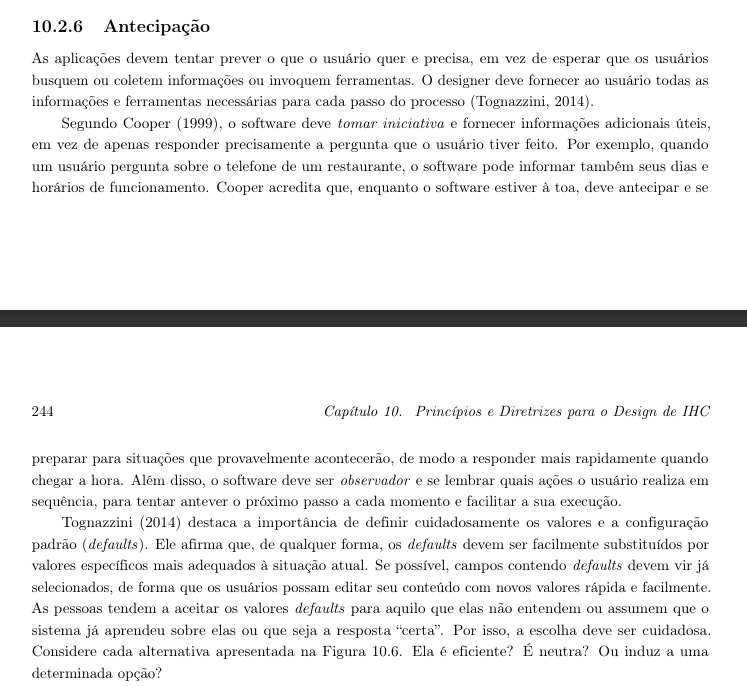 10.2.6 Antecipação
As aplicações devem tentar prever o que o usuário quer e precisa, em vez de esperar que os usuários
busquem ou coletem informações ou invoquem ferramentas. O designer deve fornecer ao usuário todas as
informações e ferramentas necessárias para cada passo do processo (Tognazzini, 2014).
Segundo Cooper (1999), o software deve tomar iniciativa e fornecer informações adicionais úteis,
em vez de apenas responder precisamente a pergunta que o usuário tiver feito. Por exemplo, quando
um usuário pergunta sobre o telefone de um restaurante, o software pode informar também seus dias e
horários de funcionamento. Cooper acredita que, enquanto o software estiver à toa, deve antecipar e se
244 Capítulo 10. Princípios e Diretrizes para o Design de IHC
preparar para situações que provavelmente acontecerão, de modo a responder mais rapidamente quando
chegar a hora. Além disso, o software deve ser observador e se lembrar quais ações o usuário realiza em
sequência, para tentar antever o próximo passo a cada momento e facilitar a sua execução.
Tognazzini (2014) destaca a importância de definir cuidadosamente os valores e a configuração
padrão (defaults). Ele afirma que, de qualquer forma, os defaults devem ser facilmente substituídos por
valores específicos mais adequados à situação atual. Se possível, campos contendo defaults devem vir já
selecionados, de forma que os usuários possam editar seu conteúdo com novos valores rápida e facilmente.
As pessoas tendem a aceitar os valores defaults para aquilo que elas não entendem ou assumem que o
sistema já aprendeu sobre elas ou que seja a resposta “certa”. Por isso, a escolha deve ser cuidadosa.
Considere cada alternativa apresentada na Figura 10.6. Ela é eficiente? É neutra? Ou induz a uma
determinada opção?